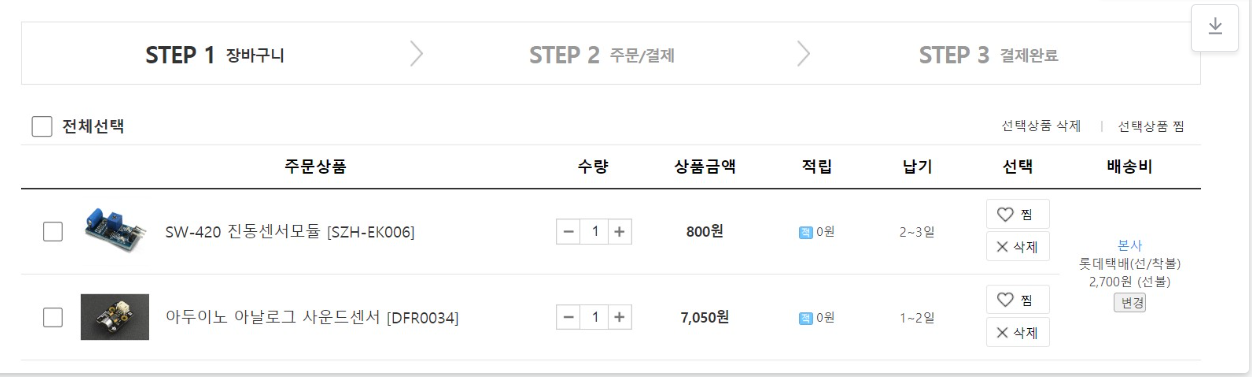 STEP 1 장바구니 STEP 2 주문/결제 STEP 3 결제완료
전체선택 선택상품 삭제 | 선택상품 찜
주문상품 수량 상품금액 적립 납기 선택 배송비
SW-420 진동센서모듈 [SZH-EK006] - 1 + 800원 적 0원 2~3일
찜
삭제
아두이노 아날로그 사운드센서 [DFR0034] - 1 + 7,050원 적 0원 1~2일
찜
삭제
본사
롯데택배(선/착불)
2,700원 (선불)
변경